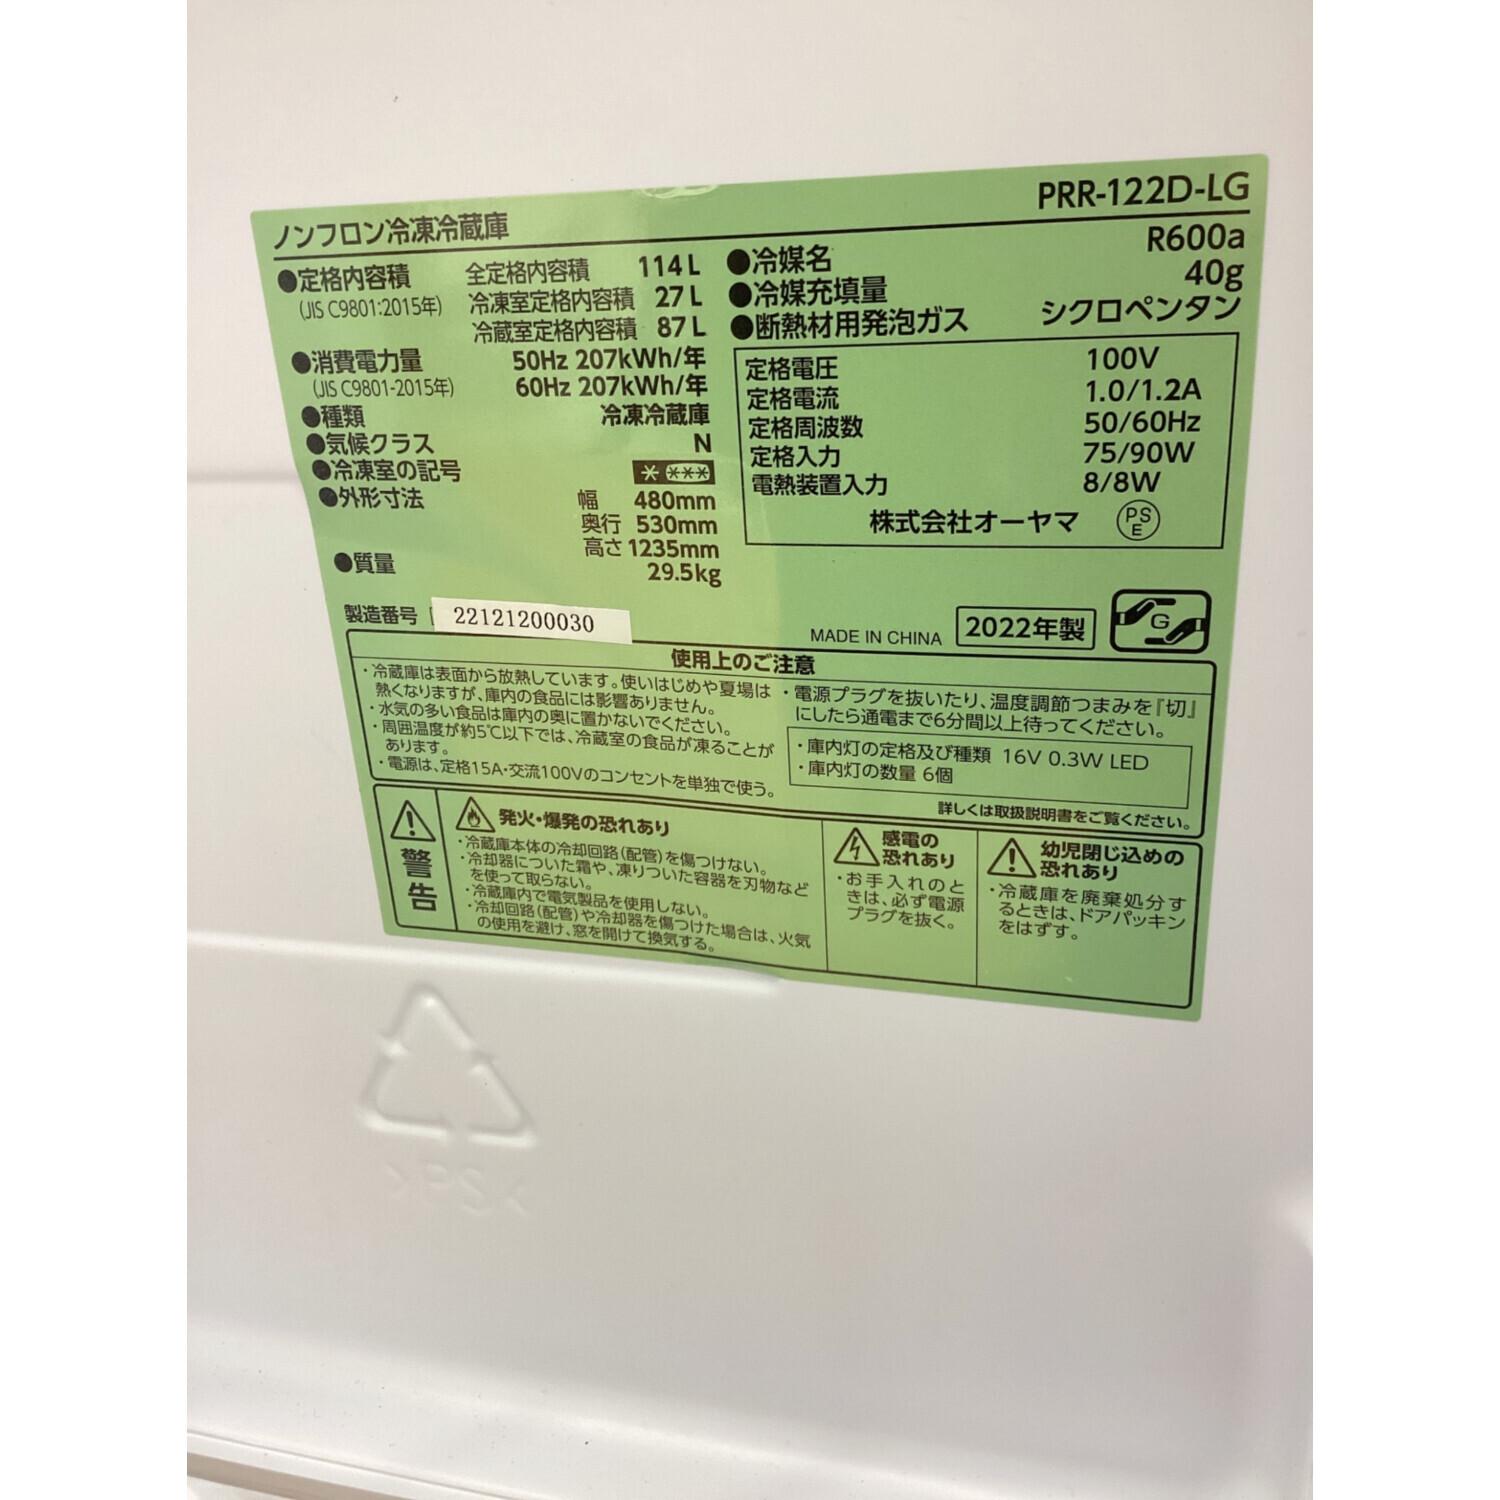 PRR-122D-LG
ノンフロン冷凍冷蔵庫
●定格内容積 全定格内容積 114L
(JIS C9801:2015年) 冷凍室定格内容積 27L
冷蔵室定格内容積 87L
●消費電力量 50Hz 207kWh/年
(JIS C9801-2015年) 60Hz 207kWh/年
●種類 冷凍冷蔵庫
●気候クラス N
●冷凍室の記号 * ***
●外形寸法 幅 480mm
奥行 530mm
高さ 1235mm
●質量 29.5kg
●冷媒名 R600a
●冷媒充填量 40g
●断熱材用発泡ガス シクロペンタン
定格電圧 100V
定格電流 1.0/1.2A
定格周波数 50/60Hz
定格入力 75/90W
電熱装置入力 8/8W
株式会社オーヤマ PS E
製造番号 22121200030
MADE IN CHINA 2022年製 G
使用上のご注意
・冷蔵庫は表面から放熱しています。使いはじめや夏場は
熱くなりますが、庫内の食品には影響ありません。
・水気の多い食品は庫内の奥に置かないでください。
・周囲温度が約5℃以下では、冷蔵室の食品が凍ることが
あります。
・電源は、定格15A・交流100Vのコンセントを単独で使う。
・電源プラグを抜いたり、温度調節つまみを『切』
にしたら通電まで6分間以上待ってください。
・庫内灯の定格及び種類 16V 0.3W LED
・庫内灯の数量 6個
詳しくは取扱説明書をご覧ください。
警告
発火・爆発の恐れあり
・冷蔵庫本体の冷却回路(配管)を傷つけない。
・冷却器についた霜や、凍りついた容器を刃物など
を使って取らない。
・冷蔵庫内で電気製品を使用しない。
・冷却回路(配管)や冷却器を傷つけた場合は、火気
の使用を避け、窓を開けて換気する。
感電の
恐れあり
・お手入れのと
きは、必ず電源
プラグを抜く。
幼児閉じ込めの
恐れあり
・冷蔵庫を廃棄処分す
るときは、ドアパッキン
をはずす。
>PS<